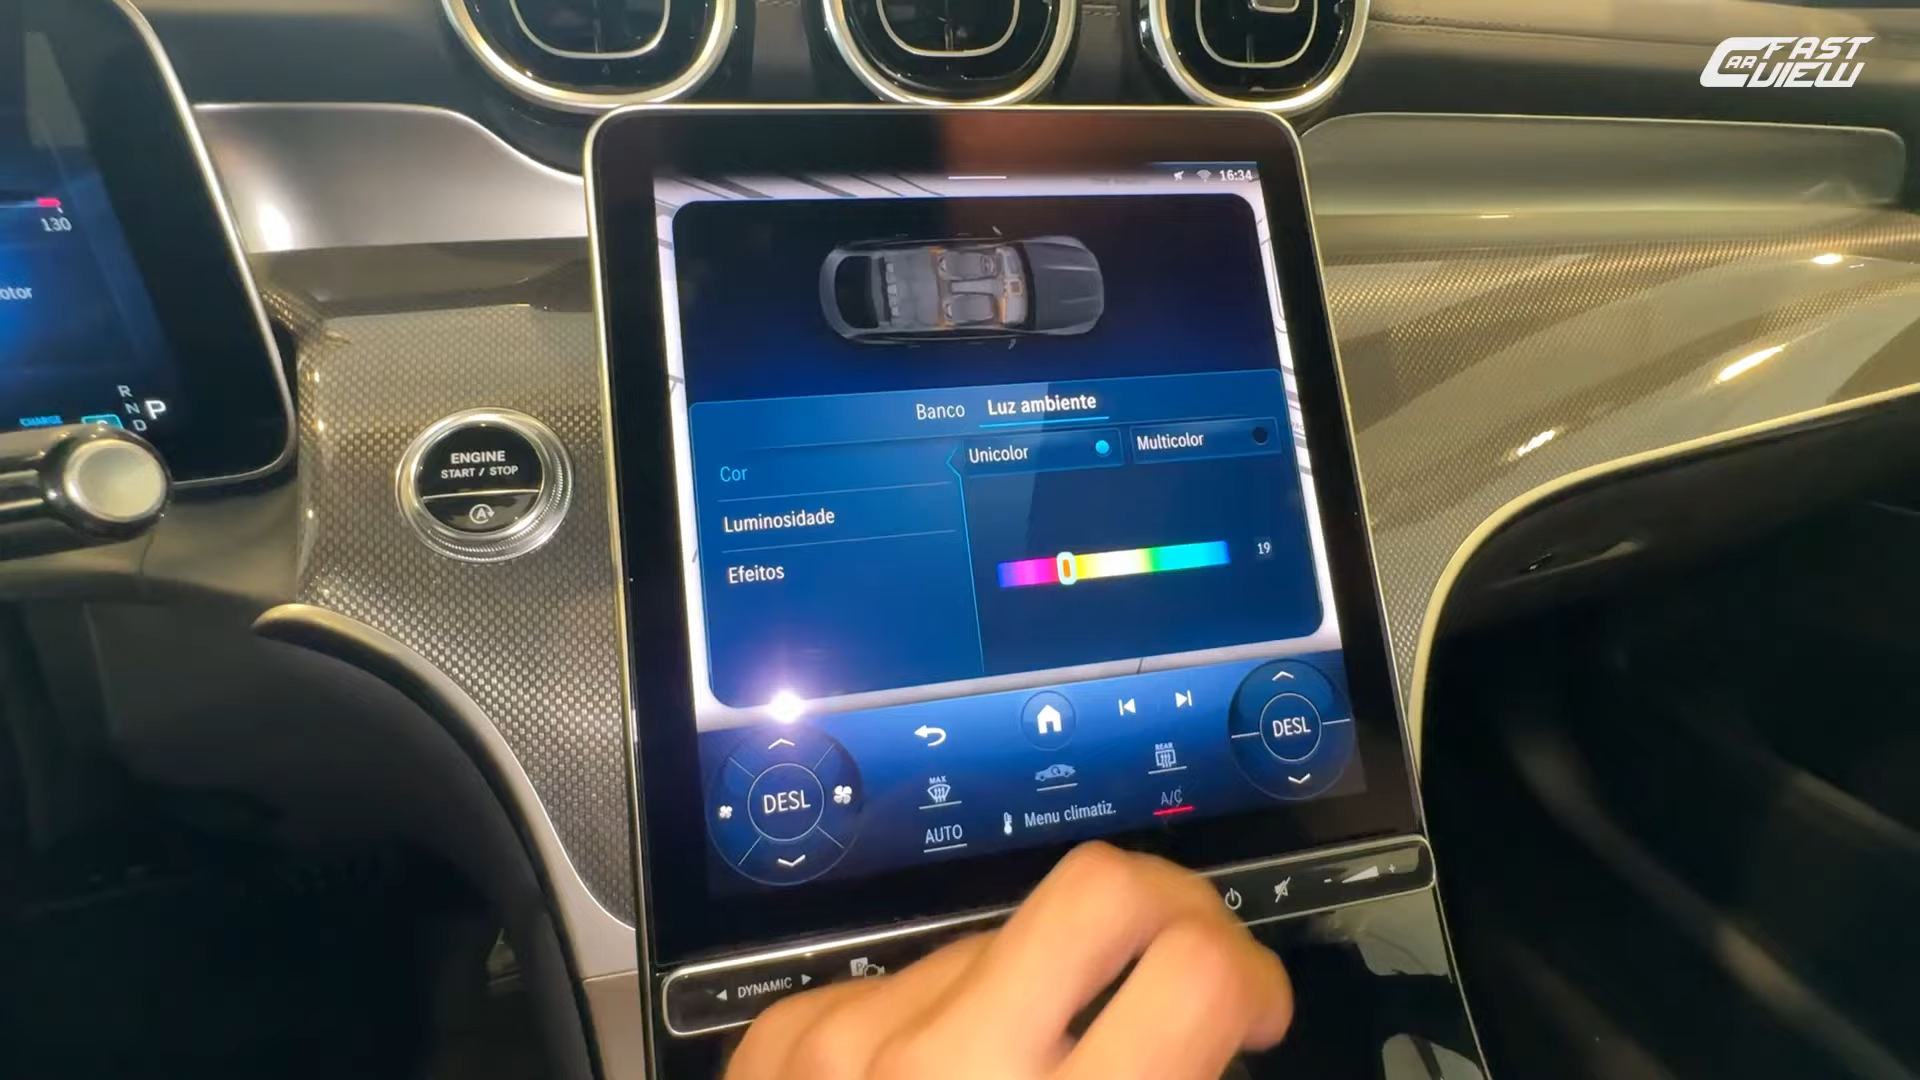 FAST
CAR VIEW
16:34
130
otor
R
N P
D
CHARGE
ENGINE
START / STOP
A
Banco Luz ambiente
Cor
Unicolor
Multicolor
Luminosidade
Efeitos
19
DESL
MAX
REAR
DESL
AUTO
Menu climatiz.
A/C
DYNAMIC
P
- +